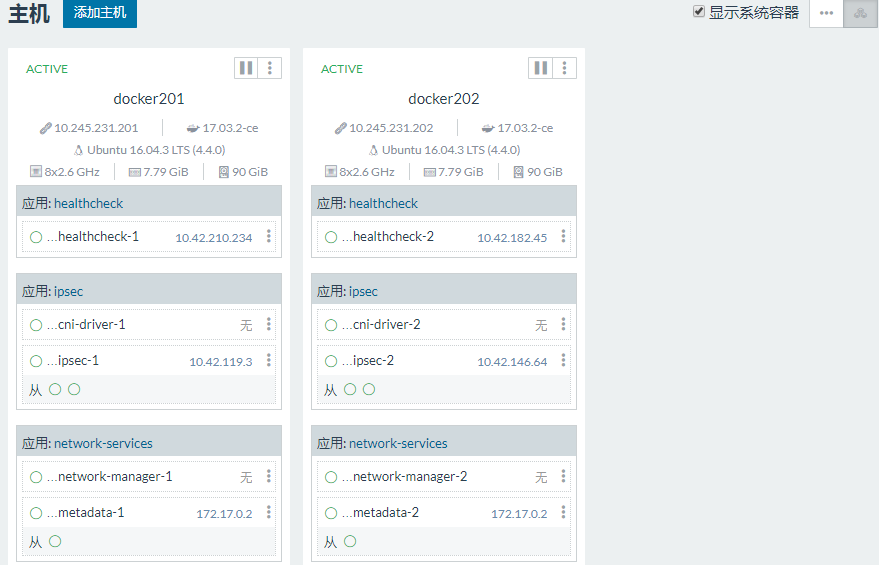 主机 添加主机 显示系统容器
ACTIVE
docker201
10.245.231.201 17.03.2-ce
Ubuntu 16.04.3 LTS (4.4.0)
8x2.6 GHz 7.79 GiB 90 GiB
应用: healthcheck
...healthcheck-1 10.42.210.234
应用: ipsec
...cni-driver-1 无
...ipsec-1 10.42.119.3
从
应用: network-services
...network-manager-1 无
...metadata-1 172.17.0.2
从
ACTIVE
docker202
10.245.231.202 17.03.2-ce
Ubuntu 16.04.3 LTS (4.4.0)
8x2.6 GHz 7.79 GiB 90 GiB
应用: healthcheck
...healthcheck-2 10.42.182.45
应用: ipsec
...cni-driver-2 无
...ipsec-2 10.42.146.64
从
应用: network-services
...network-manager-2 无
...metadata-2 172.17.0.2
从